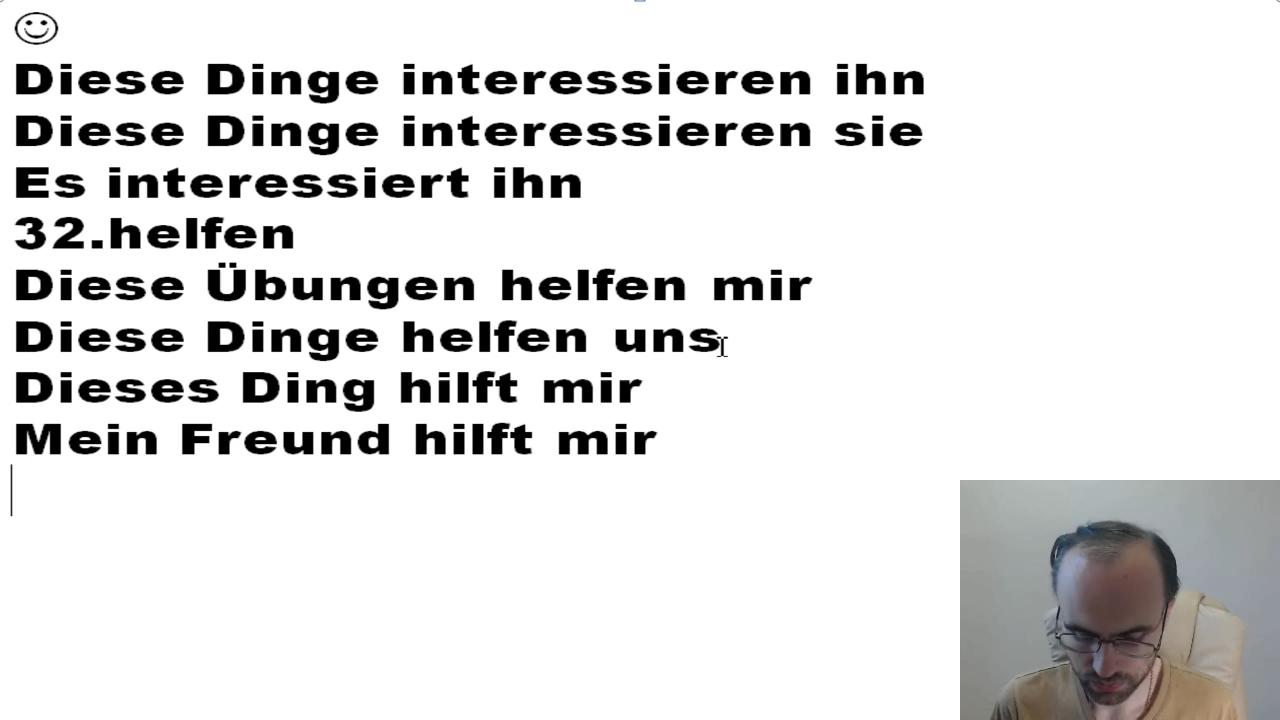 Diese Dinge interessieren ihn
Diese Dinge interessieren sie
Es interessiert ihn
32.helfen
Diese Übungen helfen mir
Diese Dinge helfen uns
Dieses Ding hilft mir
Mein Freund hilft mir